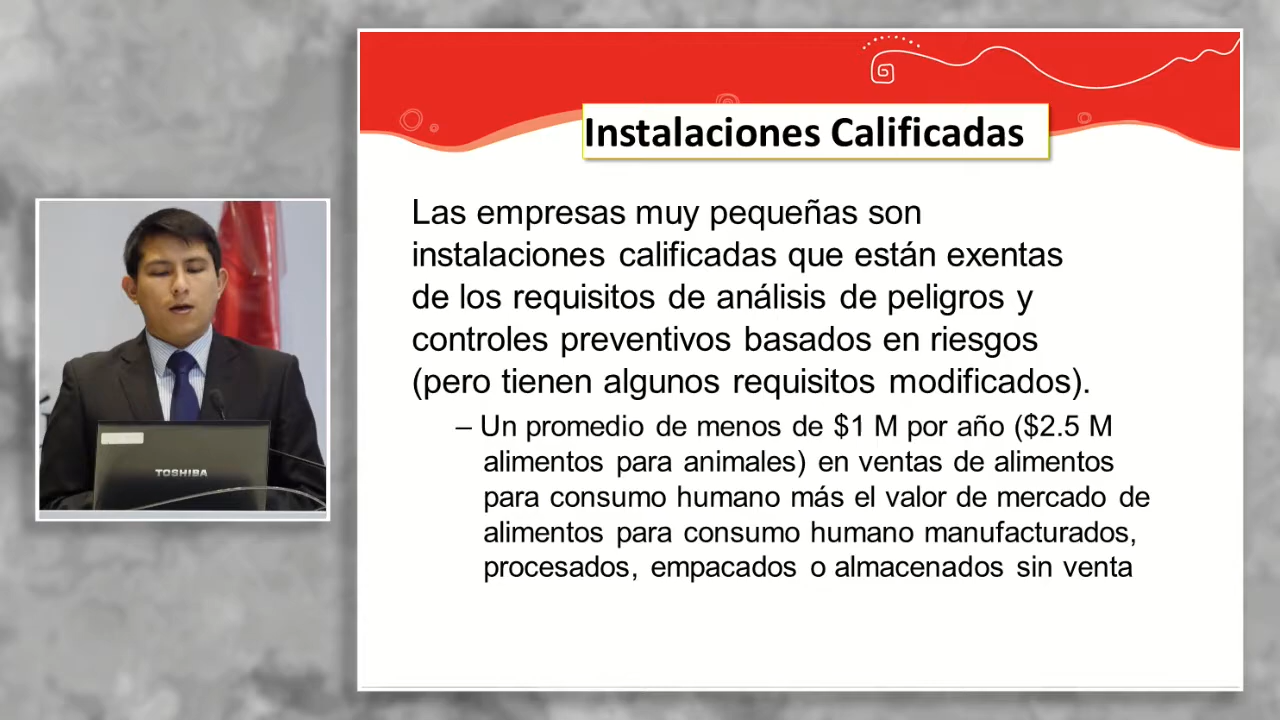 Instalaciones Calificadas
Las empresas muy pequeñas son
instalaciones calificadas que están exentas
de los requisitos de análisis de peligros y
controles preventivos basados en riesgos
(pero tienen algunos requisitos modificados).
– Un promedio de menos de $1 M por año ($2.5 M
alimentos para animales) en ventas de alimentos
para consumo humano más el valor de mercado de
alimentos para consumo humano manufacturados,
procesados, empacados o almacenados sin venta
TOSHIBA